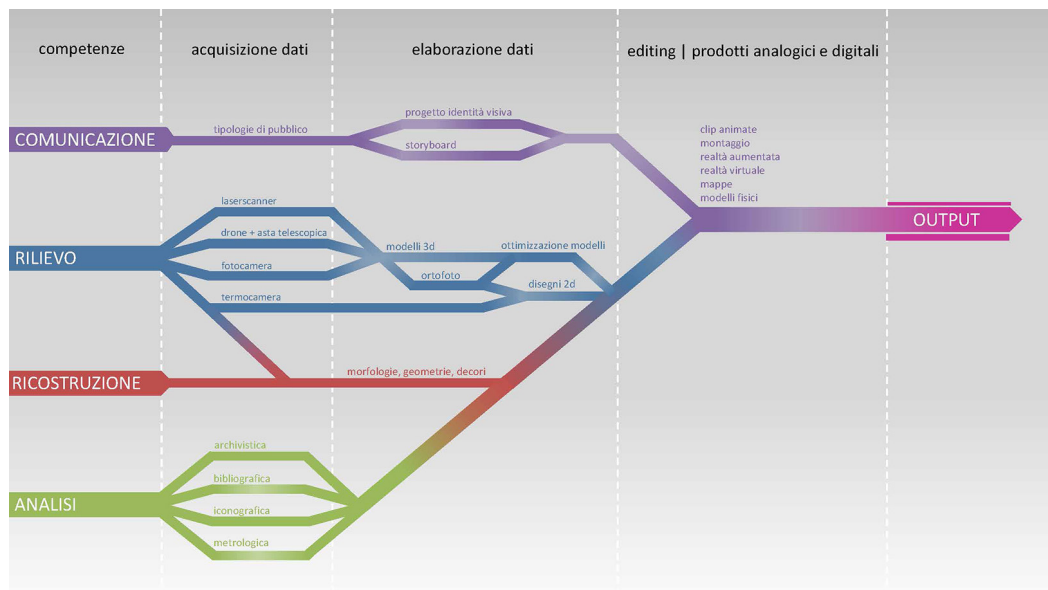 competenze
acquisizione dati
elaborazione dati
editing | prodotti analogici e digitali
COMUNICAZIONE
tipologie di pubblico
progetto identità visiva
storyboard
clip animate
montaggio
realtà aumentata
realtà virtuale
mappe
modelli fisici
OUTPUT
RILIEVO
laserscanner
drone + asta telescopica
fotocamera
termocamera
modelli 3d
ottimizzazione modelli
ortofoto
disegni 2d
RICOSTRUZIONE
morfologie, geometrie, decori
ANALISI
archivistica
bibliografica
iconografica
metrologica